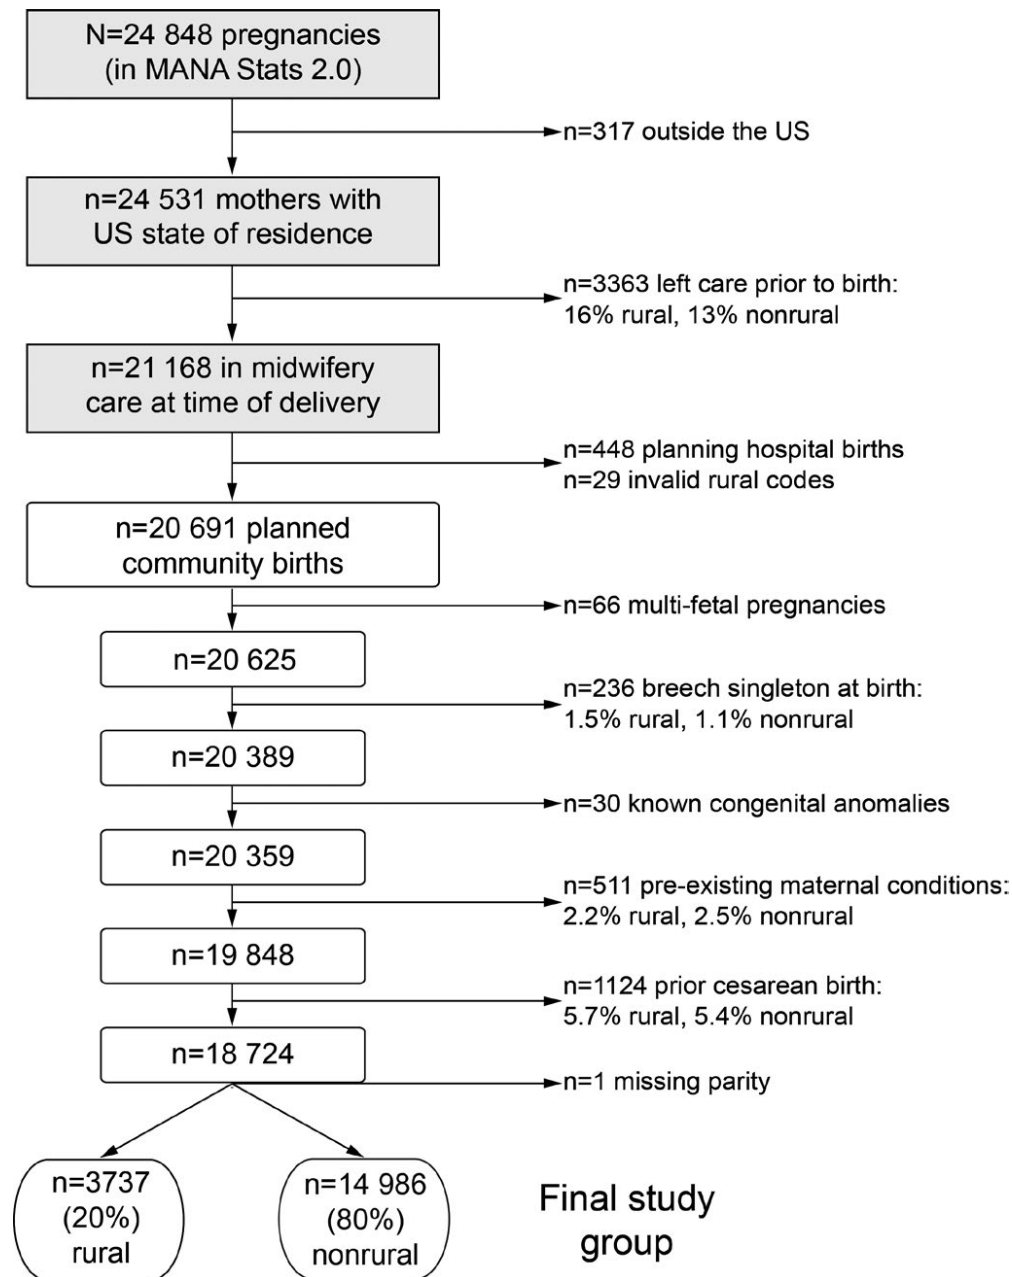 N=24 848 pregnancies
(in MANA Stats 2.0)
n=317 outside the US
n=24 531 mothers with
US state of residence
n=3363 left care prior to birth:
16% rural, 13% nonrural
n=21 168 in midwifery
care at time of delivery
n=448 planning hospital births
n=29 invalid rural codes
n=20 691 planned
community births
n=66 multi-fetal pregnancies
n=20 625
n=236 breech singleton at birth:
1.5% rural, 1.1% nonrural
n=20 389
n=30 known congenital anomalies
n=20 359
n=511 pre-existing maternal conditions:
2.2% rural, 2.5% nonrural
n=19 848
n=1124 prior cesarean birth:
5.7% rural, 5.4% nonrural
n=18 724
n=1 missing parity
n=3737
(20%)
rural
n=14 986
(80%)
nonrural
Final study
group